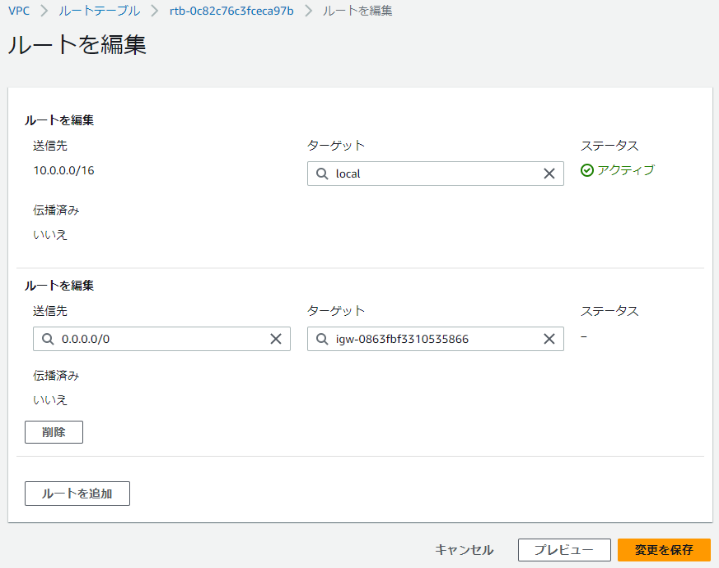 VPC > ルートテーブル > rtb-0c82c76c3fceca97b > ルートを編集
ルートを編集
ルートを編集
送信先 ターゲット ステータス
10.0.0.0/16 local アクティブ
伝播済み
いいえ
ルートを編集
送信先 ターゲット ステータス
0.0.0.0/0 igw-0863fbf3310535866 –
伝播済み
いいえ
削除
ルートを追加
キャンセル プレビュー 変更を保存